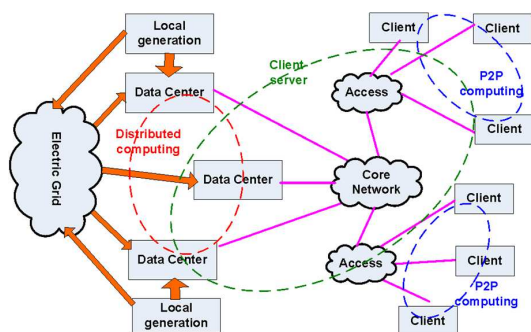 Local
generation
Client
server
Client
Client
P2P
computing
Data Center
Access
Distributed
computing
Client
Electric Grid
Data Center
Core
Network
Client
Data Center
Access
Client
P2P
computing
Local
generation
Client